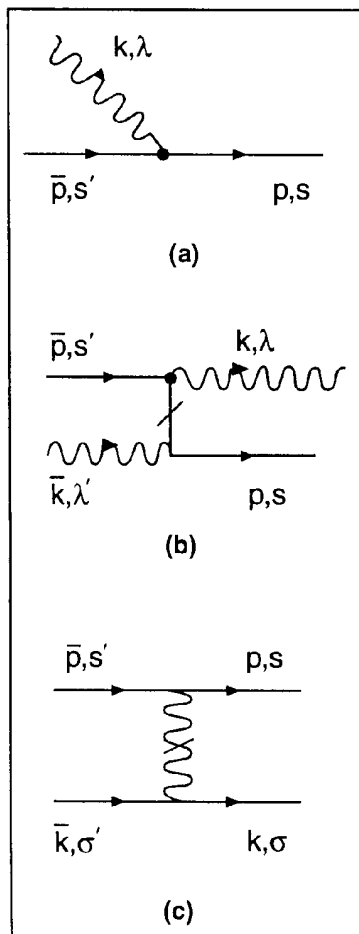 k,λ
p̄,s′ p,s
(a)
p̄,s′ k,λ
k̄,λ′ p,s
(b)
p̄,s′ p,s
k̄,σ′ k,σ
(c)